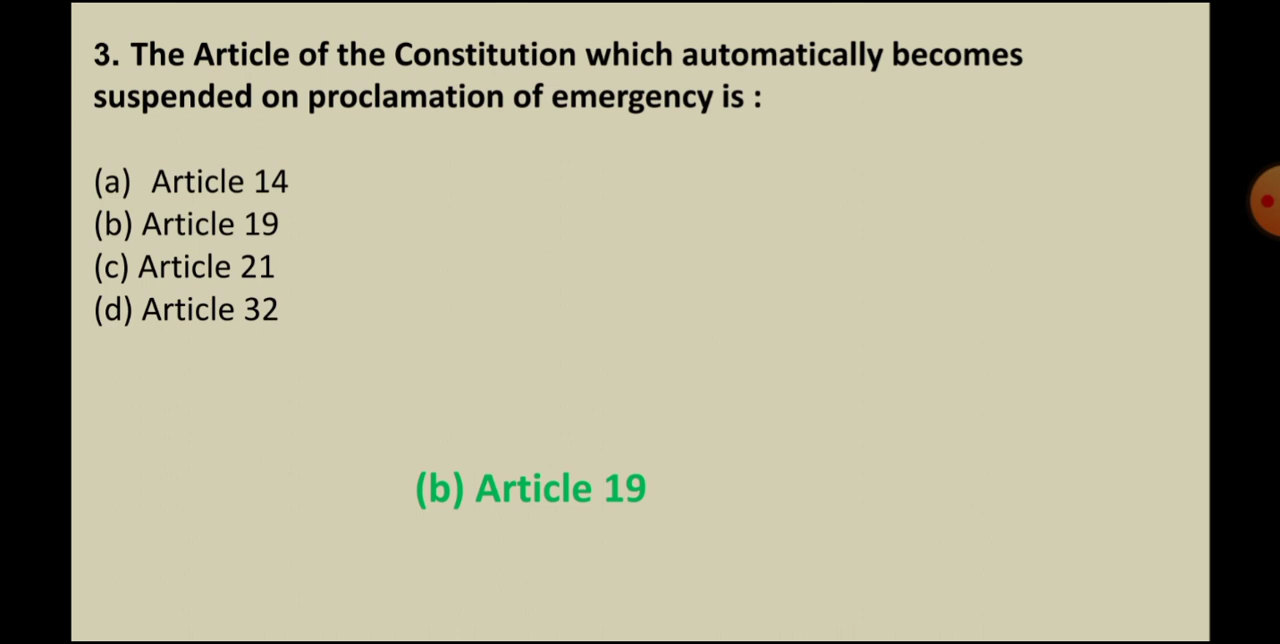 3. The Article of the Constitution which automatically becomes
suspended on proclamation of emergency is :
(a) Article 14
(b) Article 19
(c) Article 21
(d) Article 32
(b) Article 19